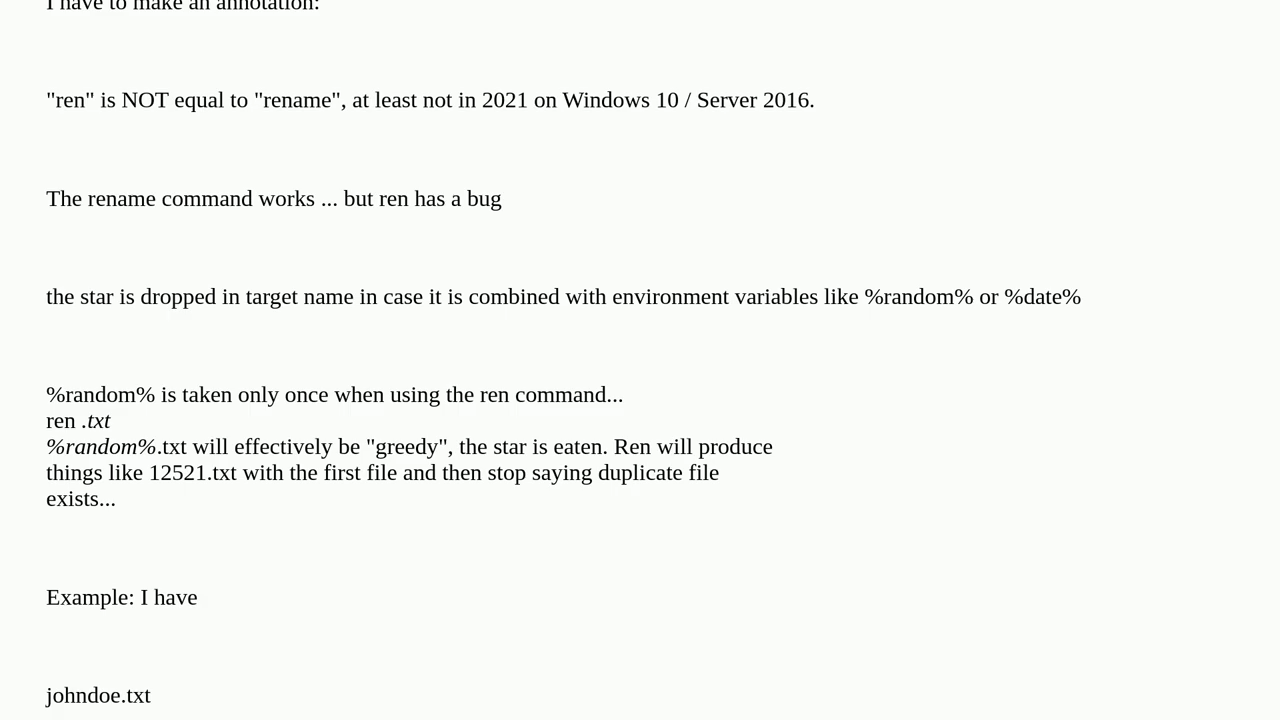 I have to make an annotation:
"ren" is NOT equal to "rename", at least not in 2021 on Windows 10 / Server 2016.
The rename command works ... but ren has a bug
the star is dropped in target name in case it is combined with environment variables like %random% or %date%
%random% is taken only once when using the ren command...
ren .txt
%random%.txt will effectively be "greedy", the star is eaten. Ren will produce
things like 12521.txt with the first file and then stop saying duplicate file
exists...
Example: I have
johndoe.txt